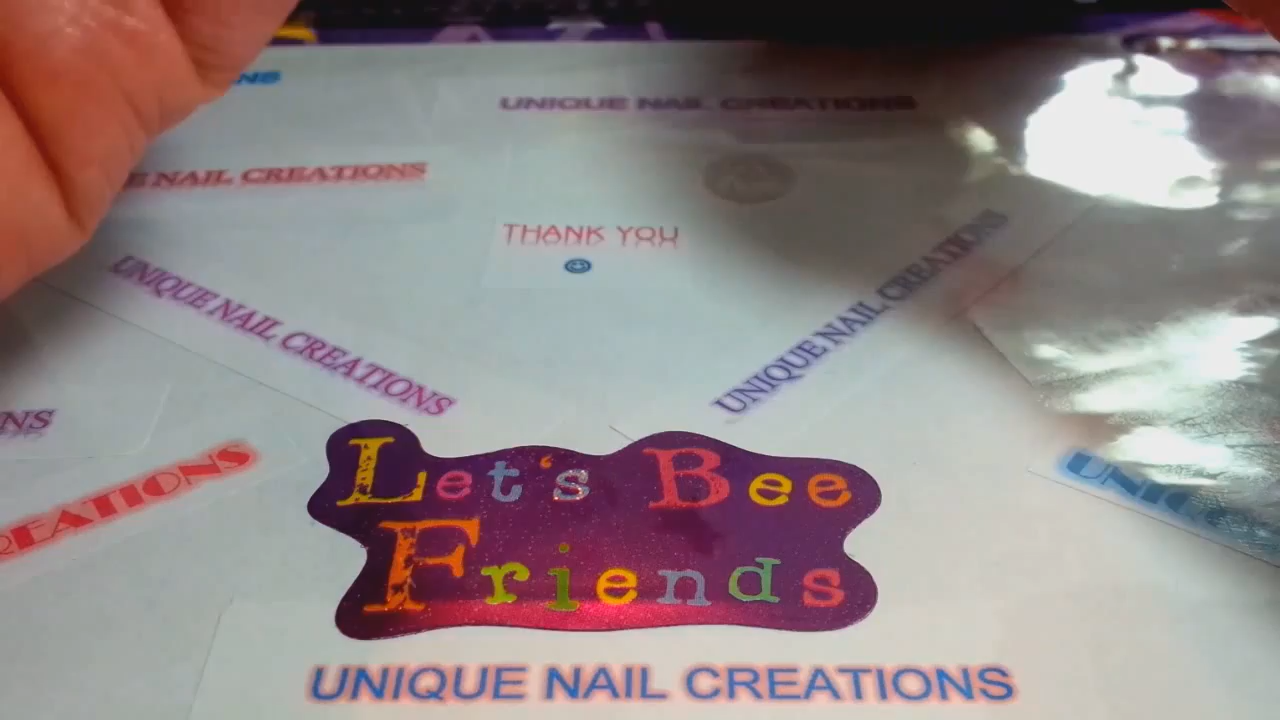 NS
UNIQUE NAIL CREATIONS
E NAIL CREATIONS
THANK YOU
UNIQUE NAIL CREATIONS
UNIQUE NAIL CREATIONS
NS
REATIONS
Let's Bee
Friends
UNIQUE NAIL CREATIONS